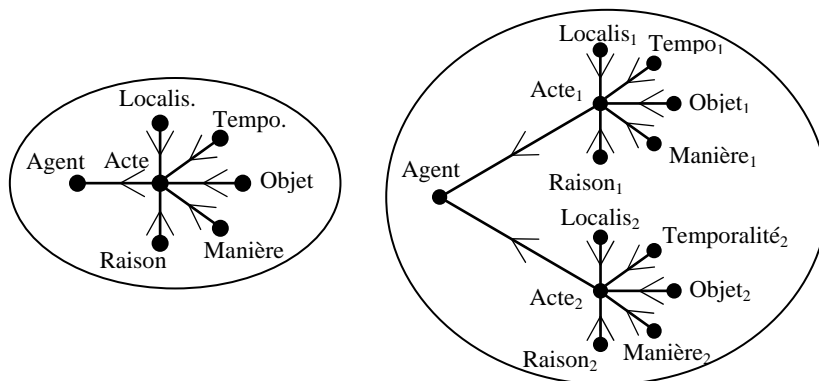 Localis.
Tempo.
Agent
Acte
Objet
Raison
Manière
Localis₁
Tempo₁
Acte₁
Objet₁
Manière₁
Raison₁
Agent
Localis₂
Temporalité₂
Acte₂
Objet₂
Manière₂
Raison₂